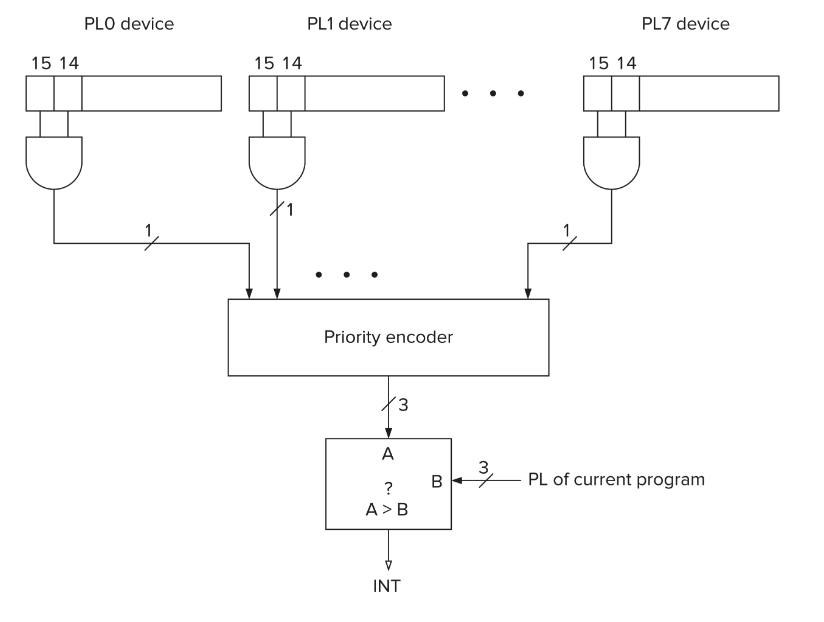 PL0 device PL1 device PL7 device
15 14 15 14 15 14
1
1 1
Priority encoder
3
A
3
B PL of current program
?
A > B
INT